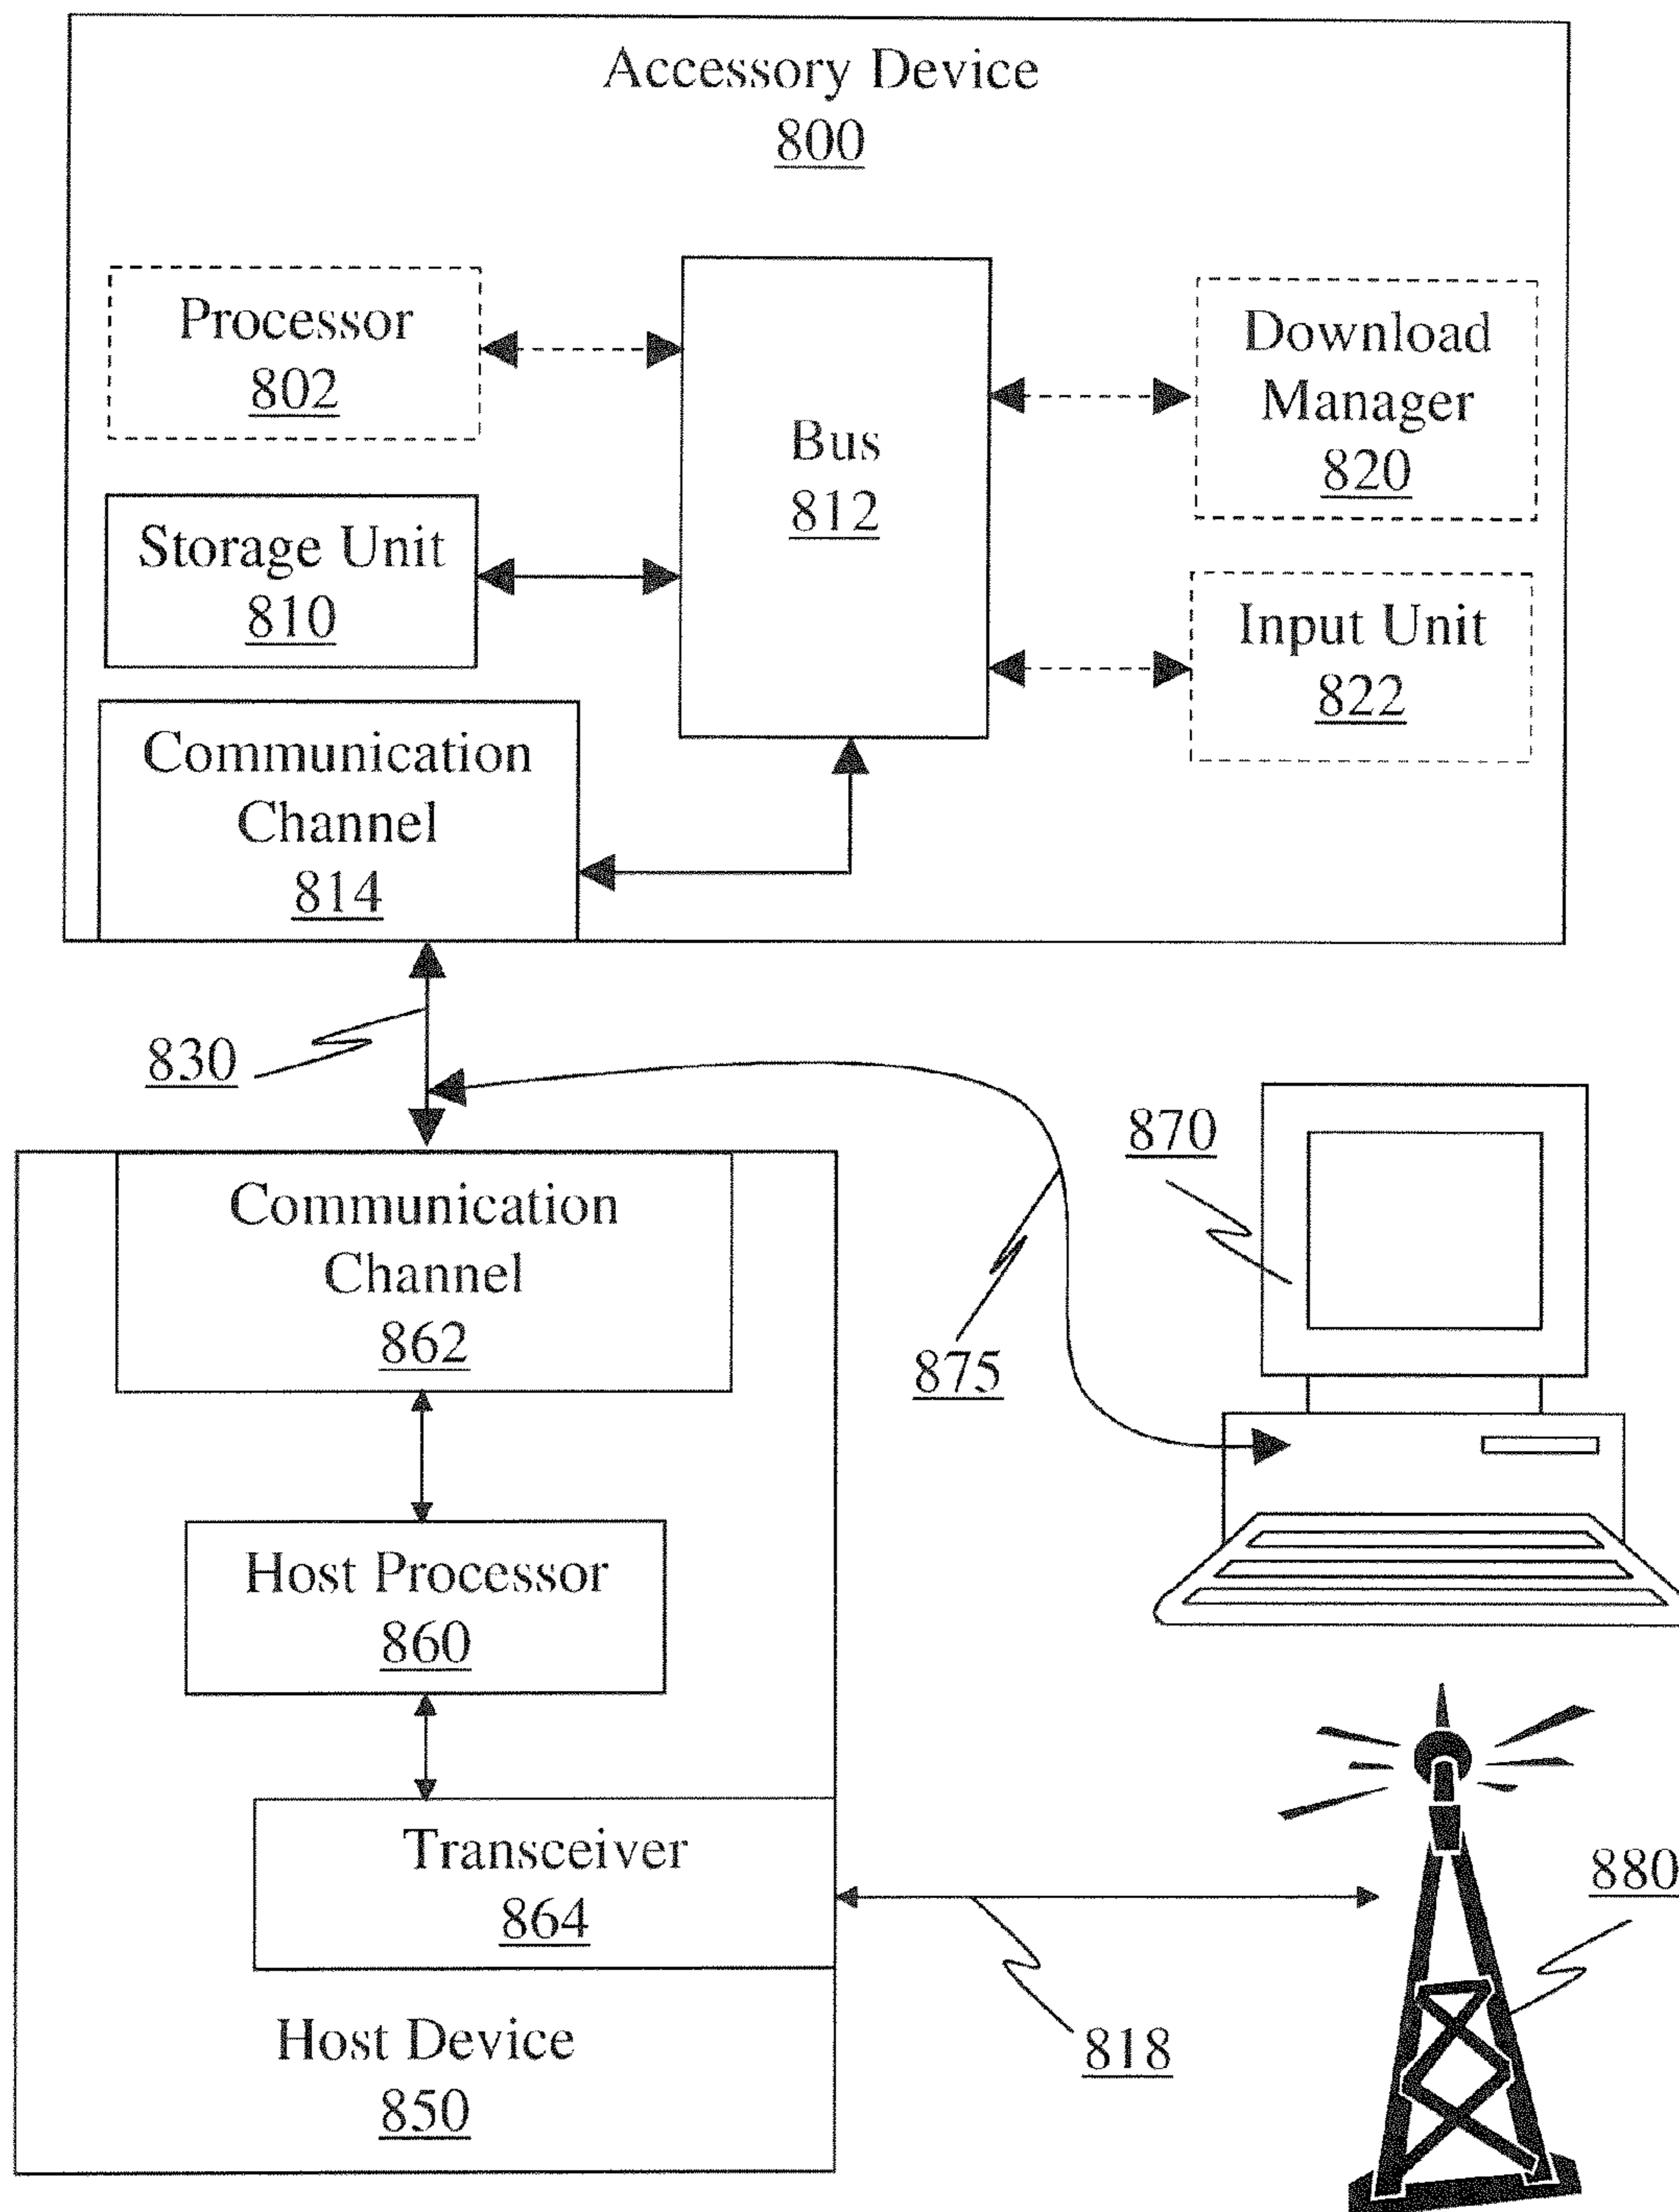 Accessory Device
800
Processor
802
Bus
812
Download
Manager
820
Storage Unit
810
Input Unit
822
Communication
Channel
814
830
870
Communication
Channel
862
875
Host Processor
860
Transceiver
864
880
818
Host Device
850